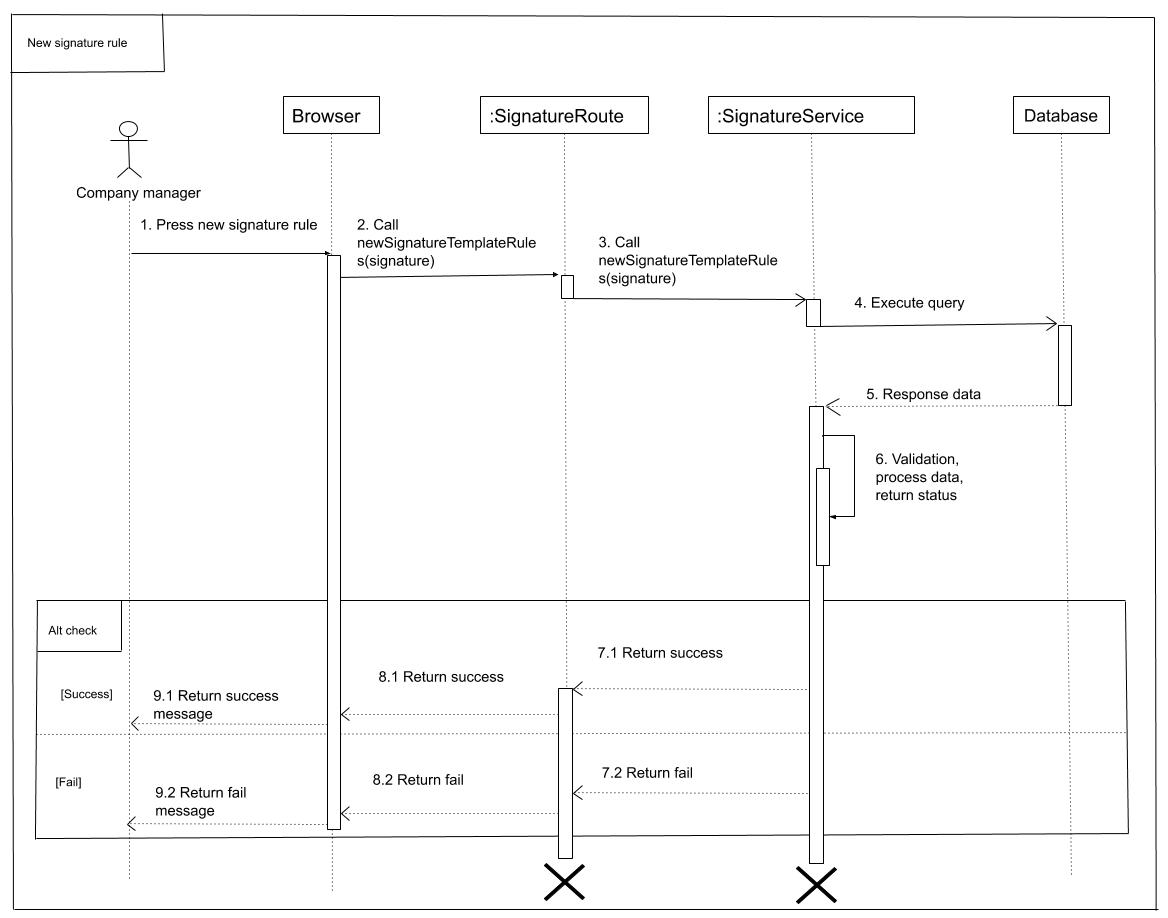 New signature rule
Browser
:SignatureRoute
:SignatureService
Database
Company manager
1. Press new signature rule
2. Call
newSignatureTemplateRule
s(signature)
3. Call
newSignatureTemplateRule
s(signature)
4. Execute query
5. Response data
6. Validation,
process data,
return status
Alt check
7.1 Return success
8.1 Return success
[Success]
9.1 Return success
message
[Fail]
7.2 Return fail
8.2 Return fail
9.2 Return fail
message